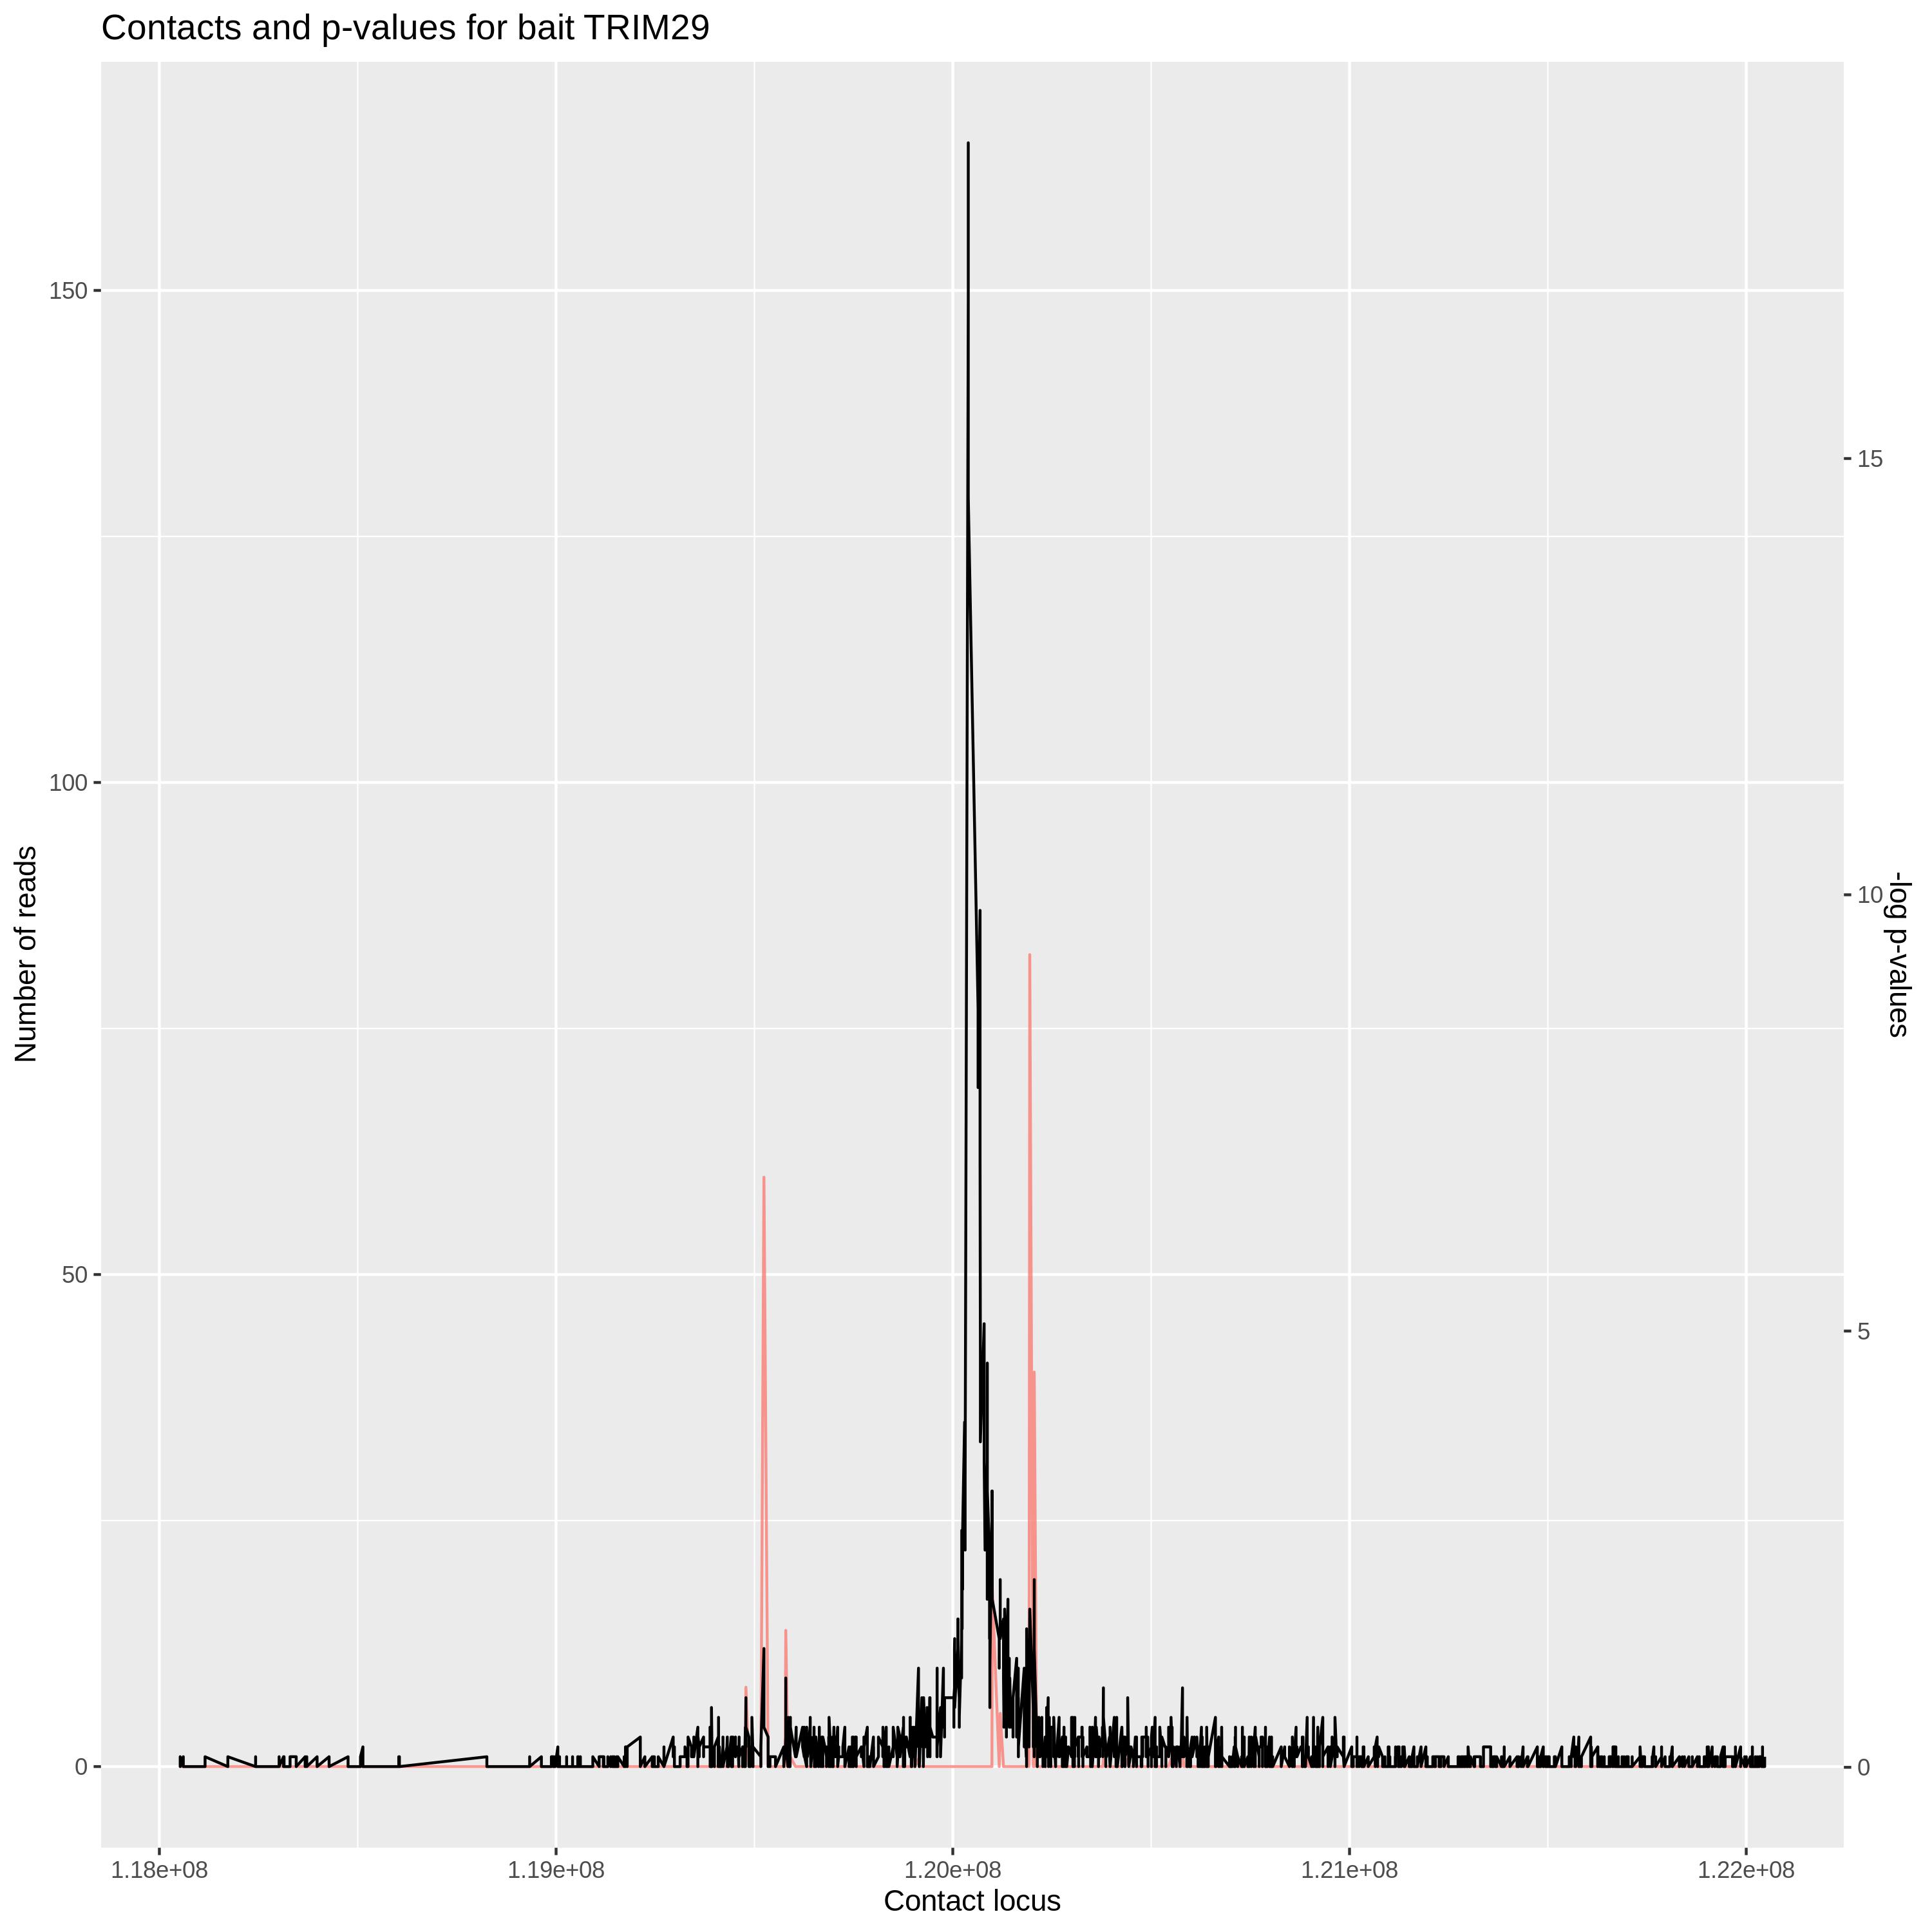 Contacts and p-values for bait TRIM29
150
100
50
0
Number of reads
15
10
5
0
-log p-values
1.18e+08
1.19e+08
1.20e+08
1.21e+08
1.22e+08
Contact locus